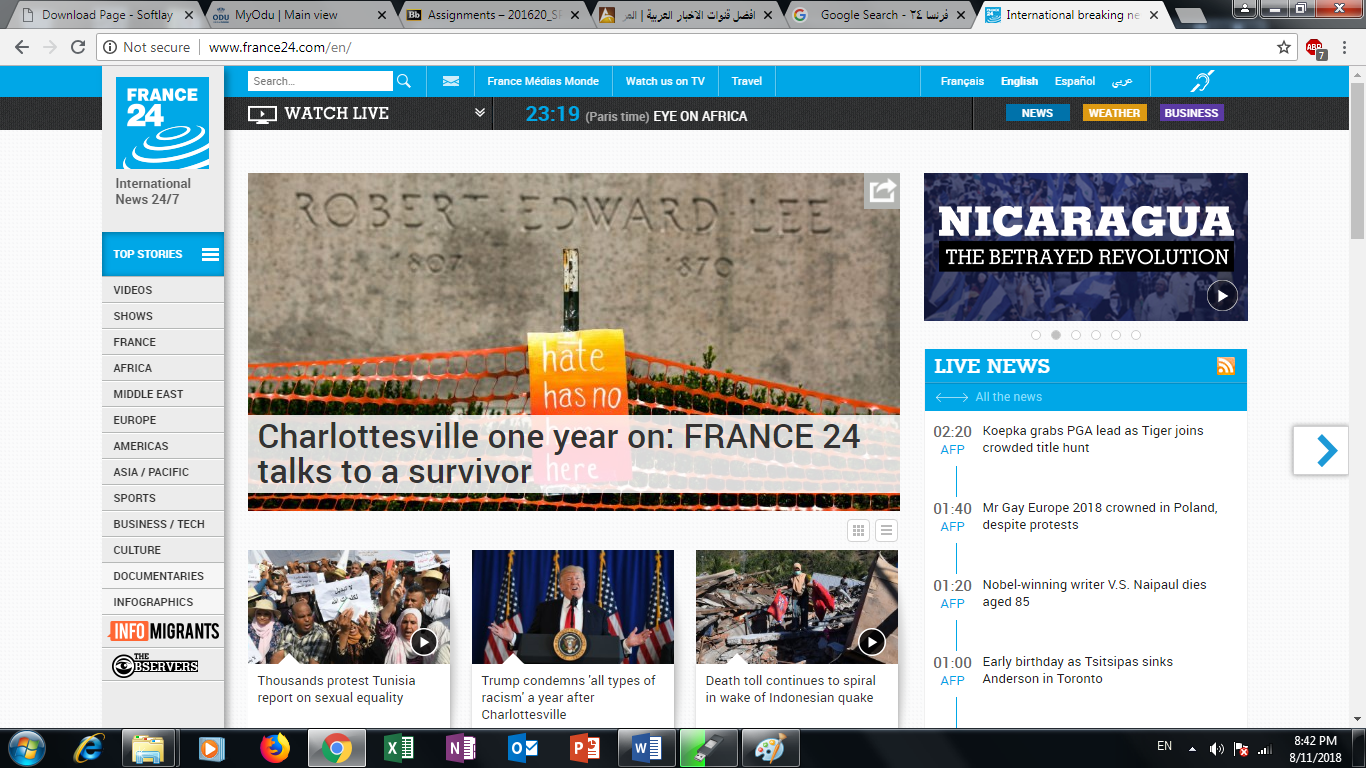 Download Page - Softlay
MyOdu | Main view
Assignments – 201620_SP
افضل قنوات الاخبار العربية | المر
فرنسا ٢٤ - Google Search
International breaking ne
Not secure
www.france24.com/en/
ABP
7
Search...
France Médias Monde
Watch us on TV
Travel
Français
English
Español
عربي
FRANCE
24
International
News 24/7
WATCH LIVE
23:19 (Paris time) EYE ON AFRICA
NEWS
WEATHER
BUSINESS
TOP STORIES
VIDEOS
SHOWS
FRANCE
AFRICA
MIDDLE EAST
EUROPE
AMERICAS
ASIA / PACIFIC
SPORTS
BUSINESS / TECH
CULTURE
DOCUMENTARIES
INFOGRAPHICS
INFOMIGRANTS
THE
OBSERVERS
ROBERT EDWARD LEE
1807 1870
hate
has no
here
Charlottesville one year on: FRANCE 24
talks to a survivor
Thousands protest Tunisia
report on sexual equality
Trump condemns 'all types of
racism' a year after
Charlottesville
Death toll continues to spiral
in wake of Indonesian quake
NICARAGUA
THE BETRAYED REVOLUTION
LIVE NEWS
All the news
02:20
AFP
Koepka grabs PGA lead as Tiger joins
crowded title hunt
01:40
AFP
Mr Gay Europe 2018 crowned in Poland,
despite protests
01:20
AFP
Nobel-winning writer V.S. Naipaul dies
aged 85
01:00
AFP
Early birthday as Tsitsipas sinks
Anderson in Toronto
EN
8:42 PM
8/11/2018